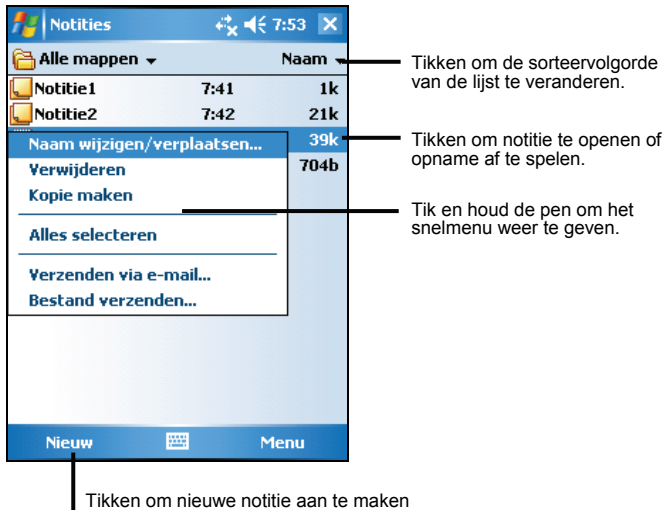 Notities 7:53
Alle mappen Naam
Notitie1 7:41 1k
Notitie2 7:42 21k
39k
704b
Naam wijzigen/verplaatsen...
Verwijderen
Kopie maken
Alles selecteren
Verzenden via e-mail...
Bestand verzenden...
Nieuw Menu
Tikken om de sorteervolgorde
van de lijst te veranderen.
Tikken om notitie te openen of
opname af te spelen.
Tik en houd de pen om het
snelmenu weer te geven.
Tikken om nieuwe notitie aan te maken